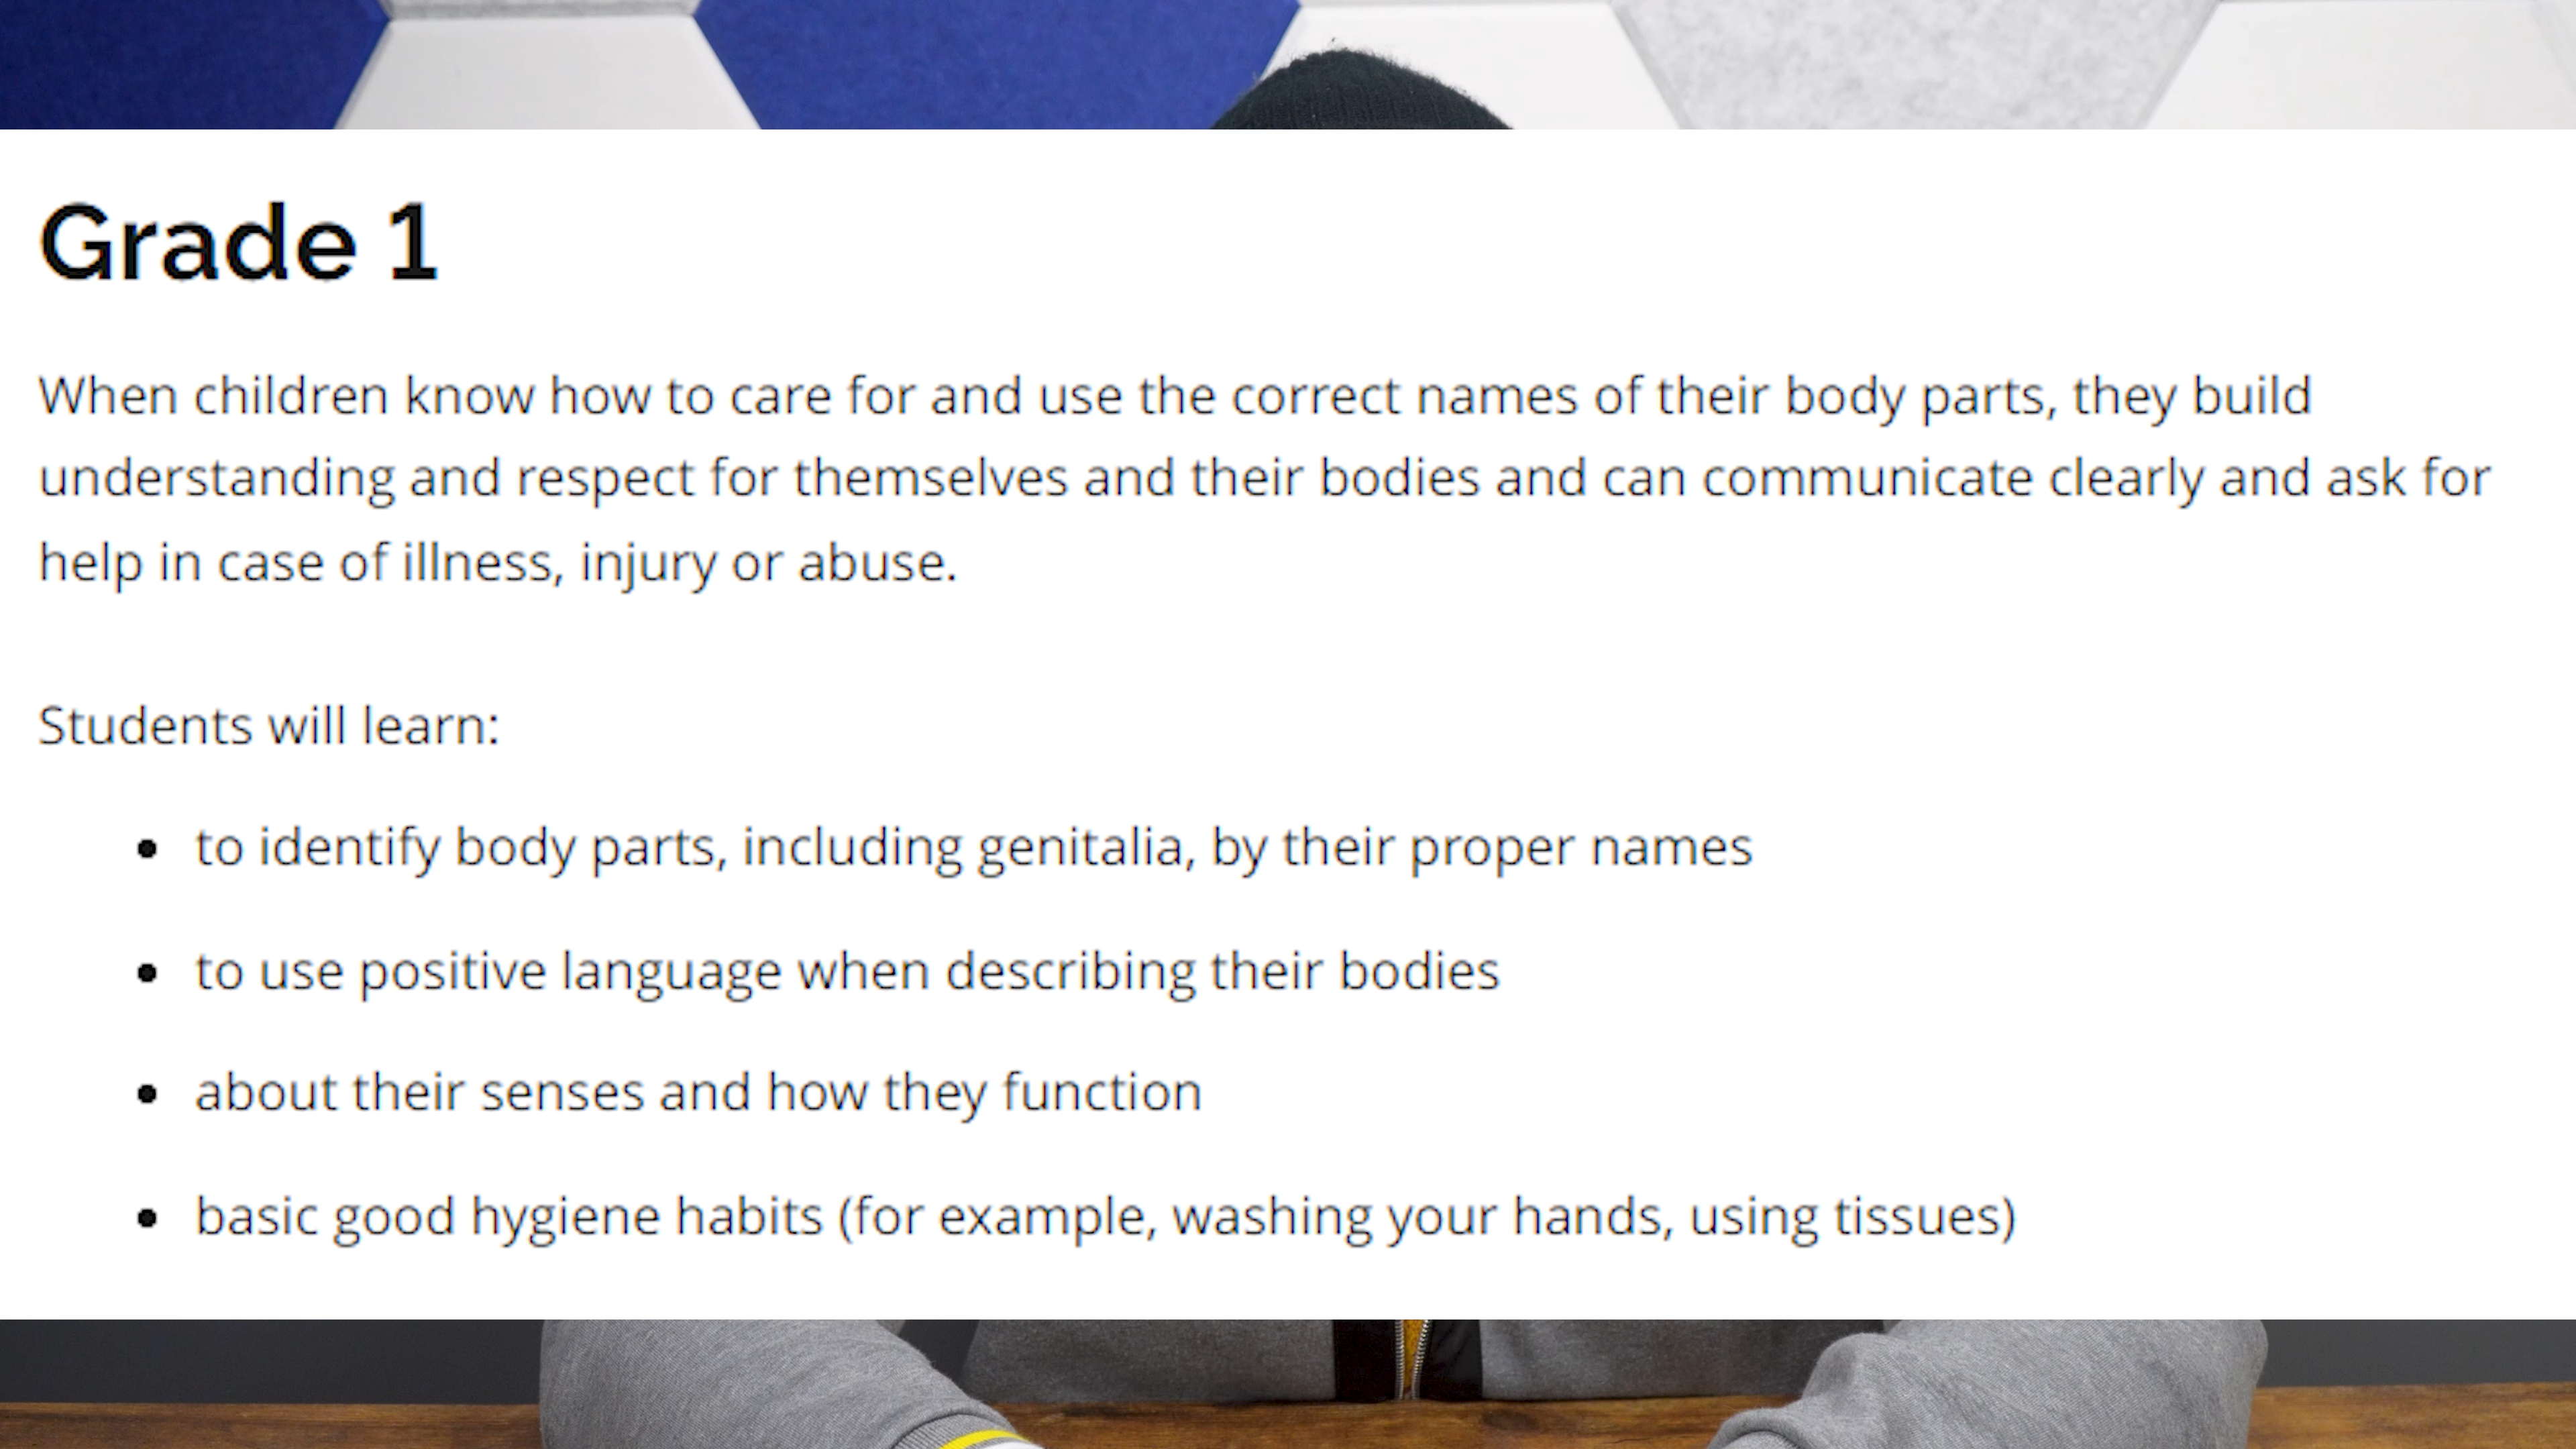 Grade 1
When children know how to care for and use the correct names of their body parts, they build
understanding and respect for themselves and their bodies and can communicate clearly and ask for
help in case of illness, injury or abuse.
Students will learn:
• to identify body parts, including genitalia, by their proper names
• to use positive language when describing their bodies
• about their senses and how they function
• basic good hygiene habits (for example, washing your hands, using tissues)